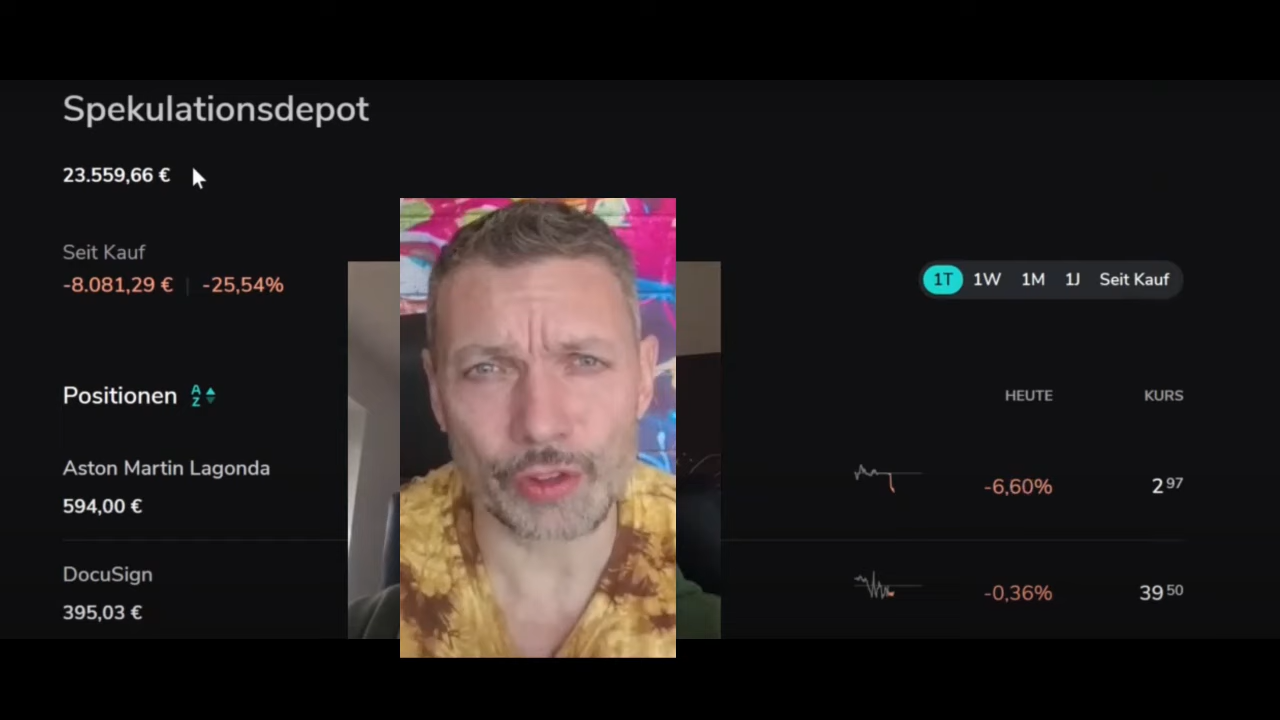 Spekulationsdepot
23.559,66 €
Seit Kauf
-8.081,29 € | -25,54%
1T 1W 1M 1J Seit Kauf
Positionen A Z
HEUTE KURS
Aston Martin Lagonda
594,00 €
-6,60% 2 97
DocuSign
395,03 €
-0,36% 39 50